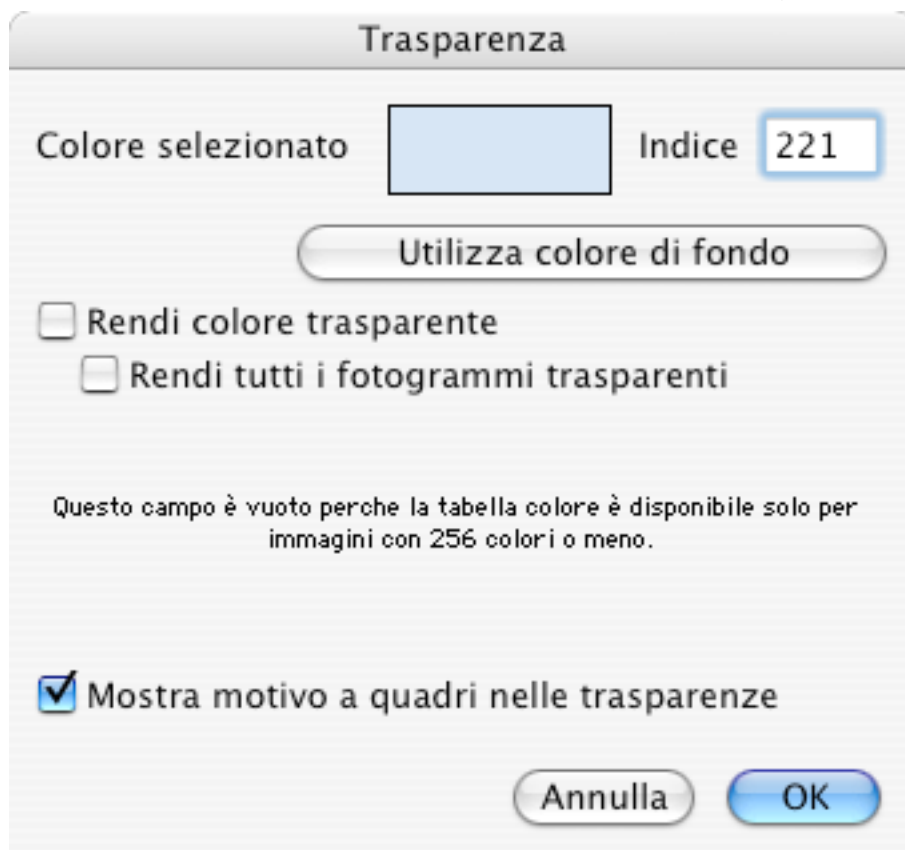 Trasparenza
Colore selezionato
Indice 221
Utilizza colore di fondo
Rendi colore trasparente
Rendi tutti i fotogrammi trasparenti
Questo campo è vuoto perche la tabella colore è disponibile solo per
immagini con 256 colori o meno.
Mostra motivo a quadri nelle trasparenze
Annulla OK